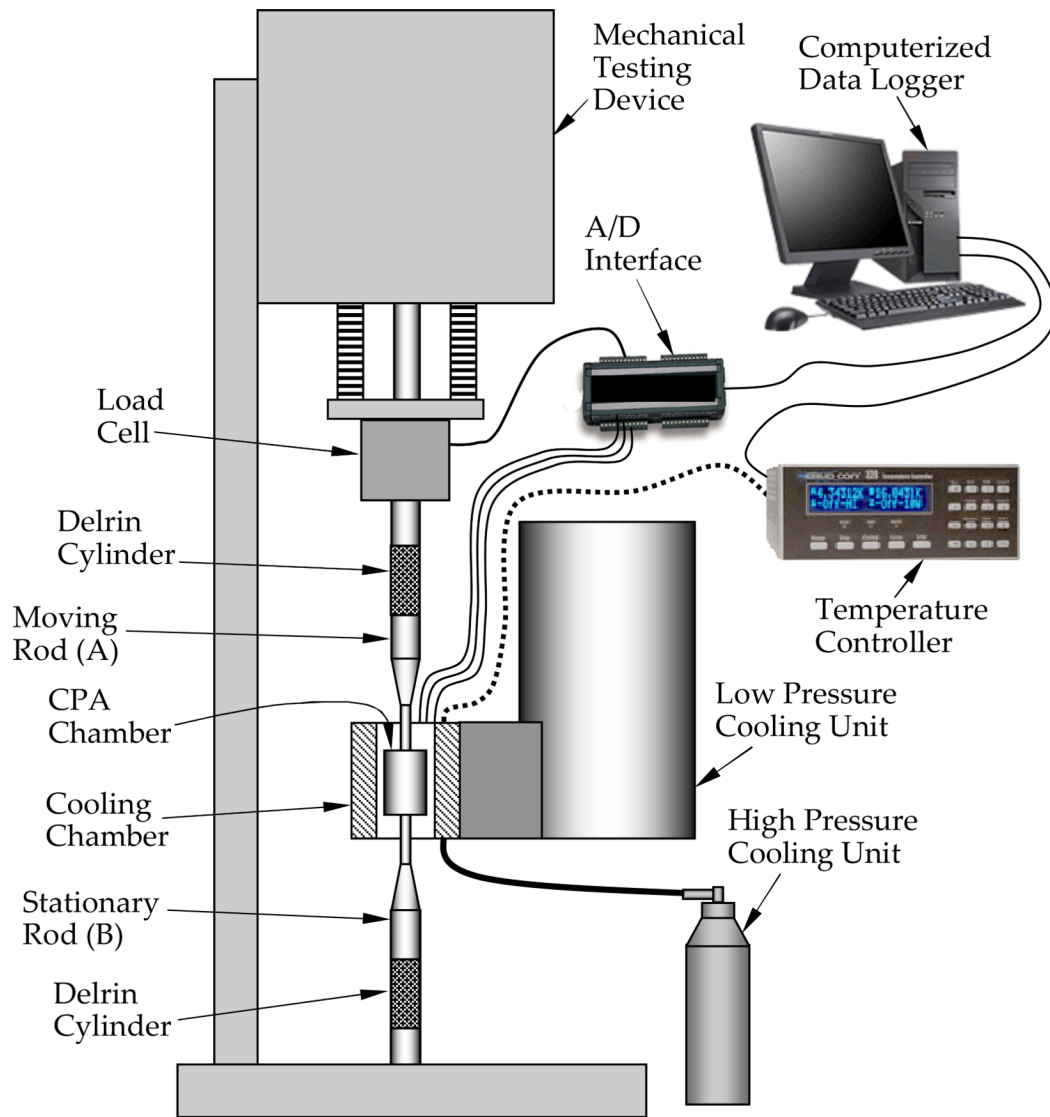 Mechanical
Testing
Device
Computerized
Data Logger
A/D
Interface
Load
Cell
Delrin
Cylinder
Moving
Rod (A)
Temperature
Controller
CPA
Chamber
Low Pressure
Cooling Unit
Cooling
Chamber
High Pressure
Cooling Unit
Stationary
Rod (B)
Delrin
Cylinder